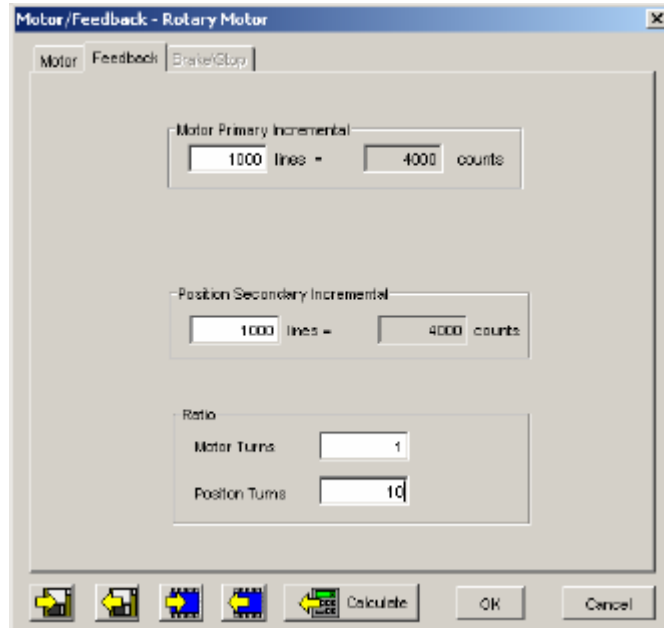 Motor/Feedback - Rotary Motor
Motor Feedback Brake\Stop
Motor Primary Incremental
1000 lines = 4000 counts
Position Secondary Incremental
1000 lines = 4000 counts
Ratio
Motor Turns 1
Position Turns 10
Calculate OK Cancel